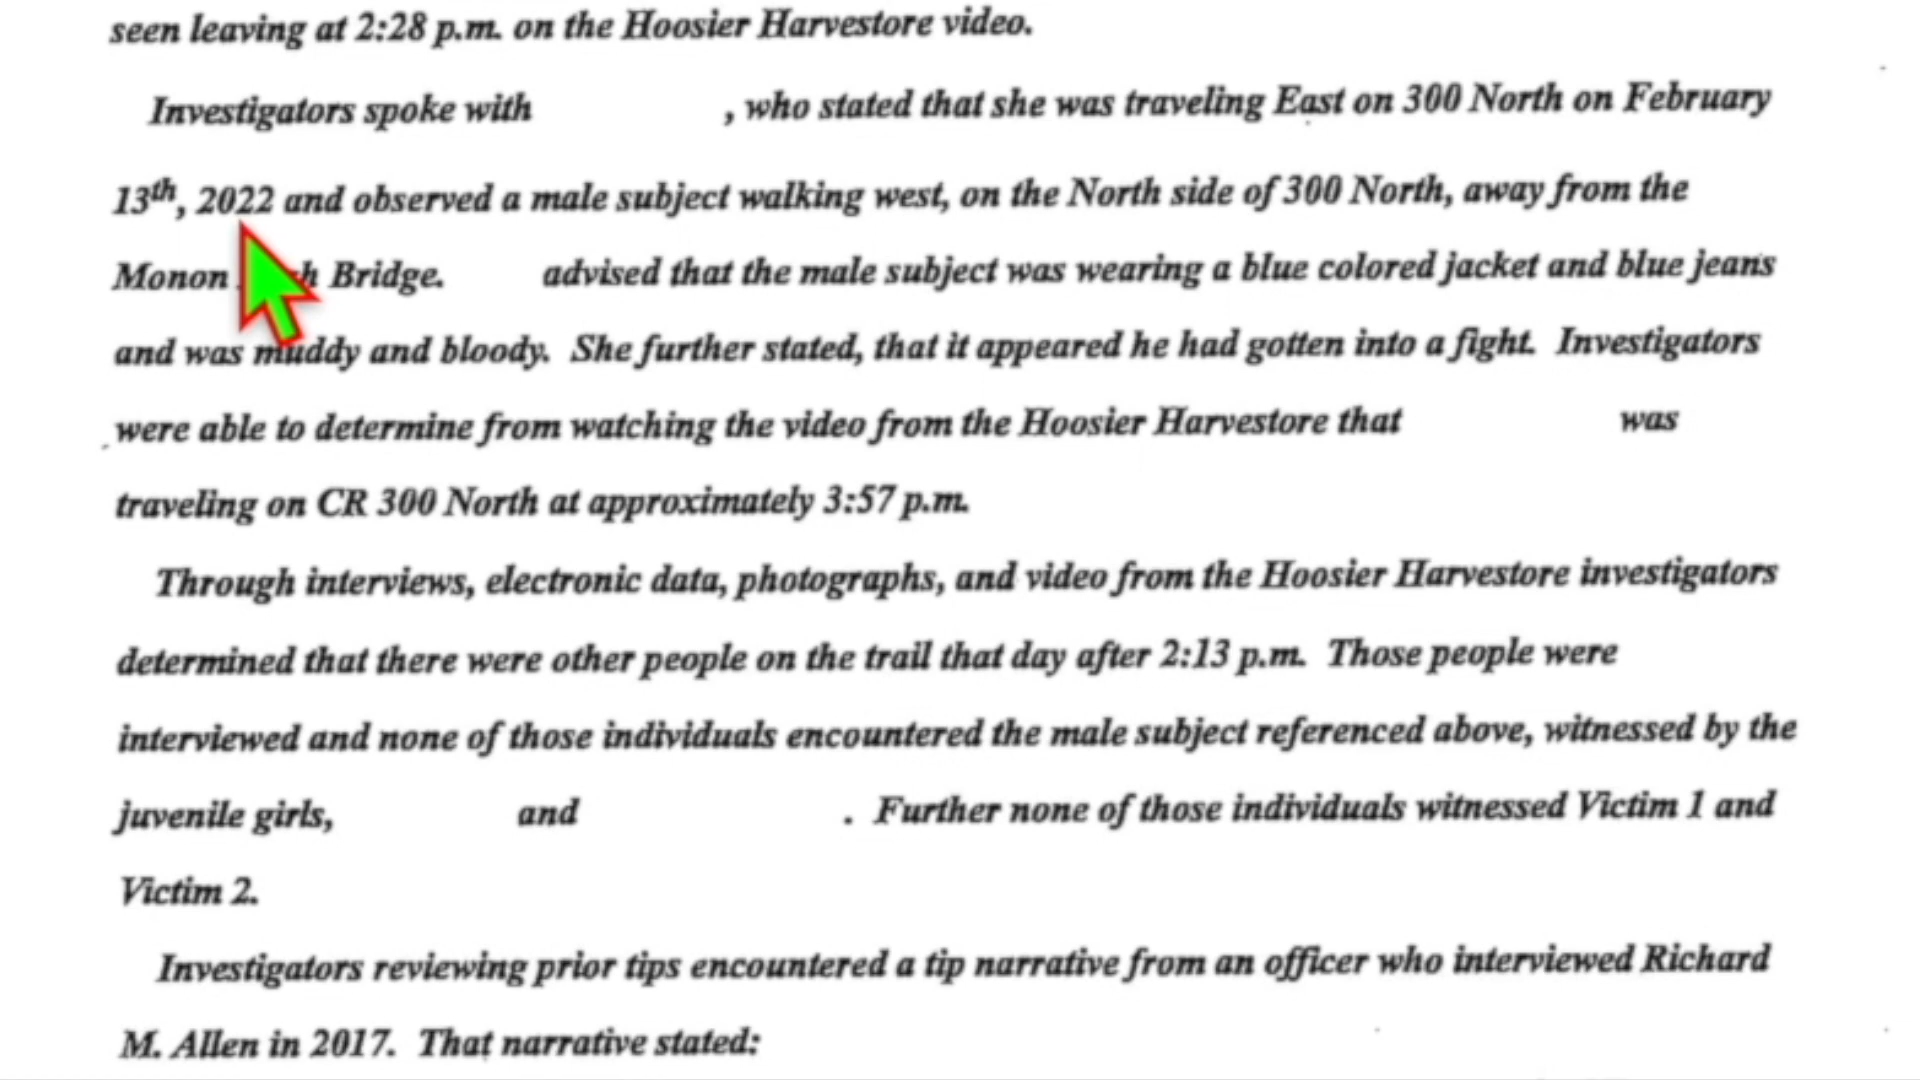 seen leaving at 2:28 p.m. on the Hoosier Harvestore video.
Investigators spoke with , who stated that she was traveling East on 300 North on February
13th, 2022 and observed a male subject walking west, on the North side of 300 North, away from the
Monon Bridge. advised that the male subject was wearing a blue colored jacket and blue jeans
and was muddy and bloody. She further stated, that it appeared he had gotten into a fight. Investigators
were able to determine from watching the video from the Hoosier Harvestore that was
traveling on CR 300 North at approximately 3:57 p.m.
Through interviews, electronic data, photographs, and video from the Hoosier Harvestore investigators
determined that there were other people on the trail that day after 2:13 p.m. Those people were
interviewed and none of those individuals encountered the male subject referenced above, witnessed by the
juvenile girls, and . Further none of those individuals witnessed Victim 1 and
Victim 2.
Investigators reviewing prior tips encountered a tip narrative from an officer who interviewed Richard
M. Allen in 2017. That narrative stated: